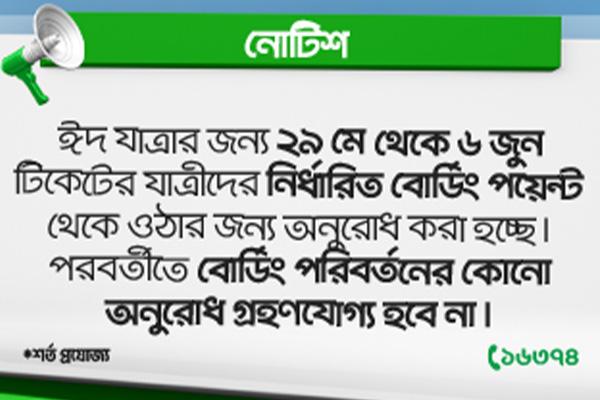 নোটিশ
ঈদ যাত্রার জন্য ২৯ মে থেকে ৬ জুন
টিকেটের যাত্রীদের নির্ধারিত বোর্ডিং পয়েন্ট
থেকে ওঠার জন্য অনুরোধ করা হচ্ছে।
পরবর্তীতে বোর্ডিং পরিবর্তনের কোনো
অনুরোধ গ্রহণযোগ্য হবে না।
*শর্ত প্রযোজ্য
১৬৩৭৪